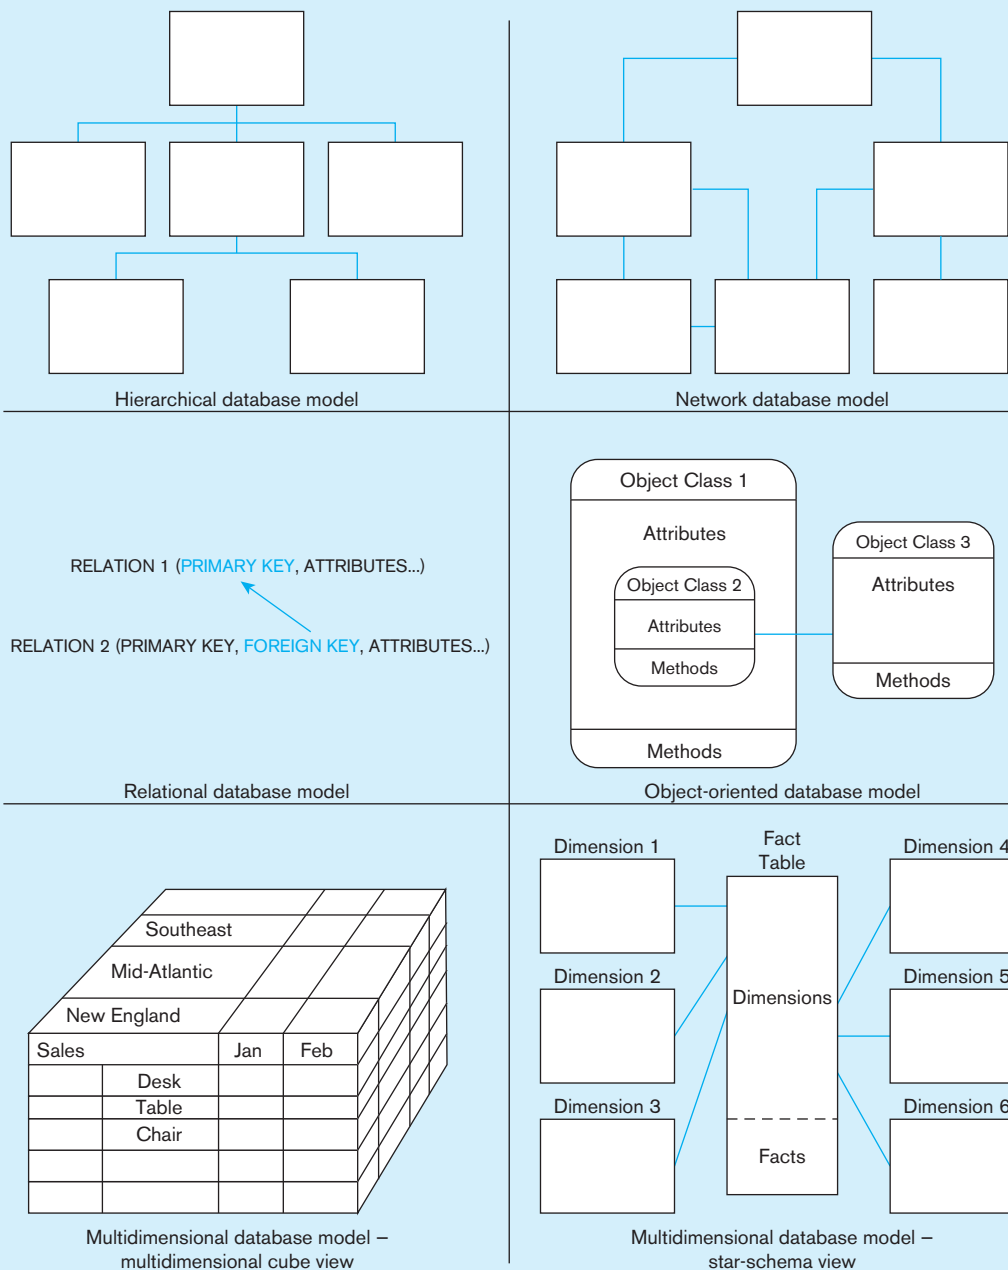 Hierarchical database model
Network database model
RELATION 1 (PRIMARY KEY, ATTRIBUTES...)
RELATION 2 (PRIMARY KEY, FOREIGN KEY, ATTRIBUTES...)
Relational database model
Object Class 1
Attributes
Object Class 2
Attributes
Methods
Methods
Object Class 3
Attributes
Methods
Object-oriented database model
Southeast
Mid-Atlantic
New England
Sales Jan Feb
Desk
Table
Chair
Multidimensional database model –
multidimensional cube view
Dimension 1
Dimension 2
Dimension 3
Fact
Table
Dimensions
Facts
Dimension 4
Dimension 5
Dimension 6
Multidimensional database model –
star-schema view